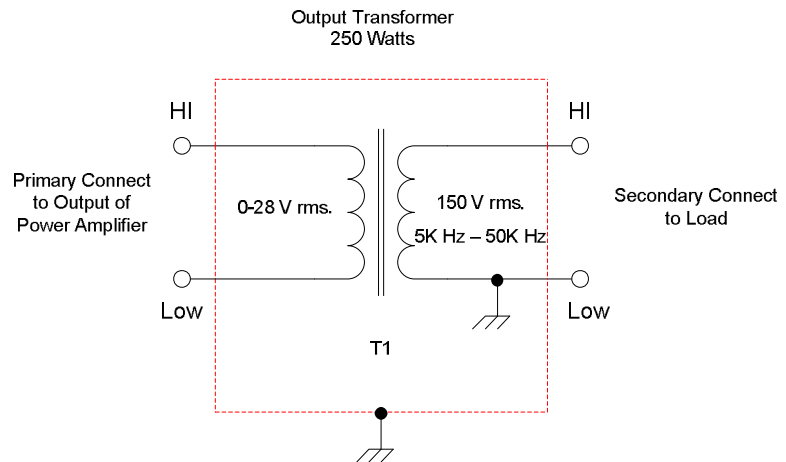 Output Transformer
250 Watts
HI
HI
Primary Connect
to Output of
Power Amplifier
0-28 V rms.
150 V rms.
5K Hz – 50K Hz
Secondary Connect
to Load
Low
Low
T1